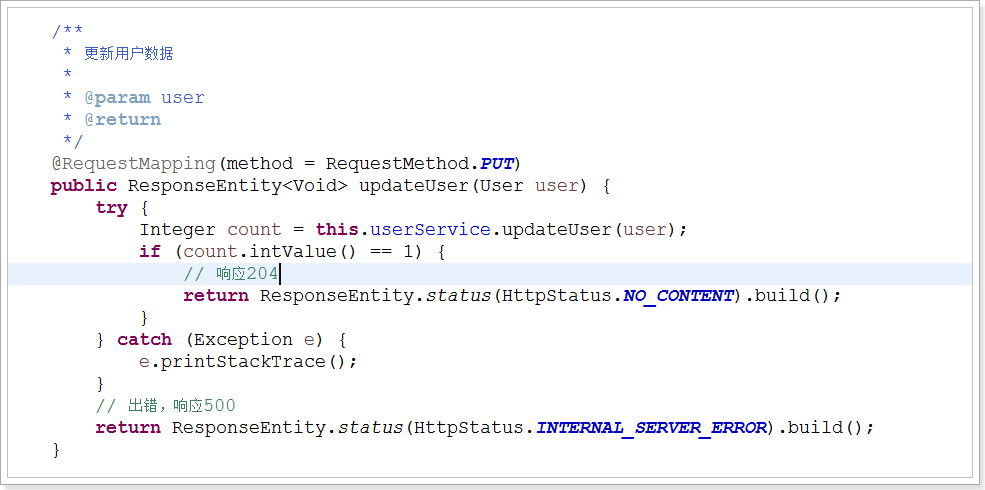 /**
 * 更新用户数据
 *
 * @param user
 * @return
 */
@RequestMapping(method = RequestMethod.PUT)
public ResponseEntity<Void> updateUser(User user) {
    try {
        Integer count = this.userService.updateUser(user);
        if (count.intValue() == 1) {
            // 响应204
            return ResponseEntity.status(HttpStatus.NO_CONTENT).build();
        }
    } catch (Exception e) {
        e.printStackTrace();
    }
    // 出错，响应500
    return ResponseEntity.status(HttpStatus.INTERNAL_SERVER_ERROR).build();
}